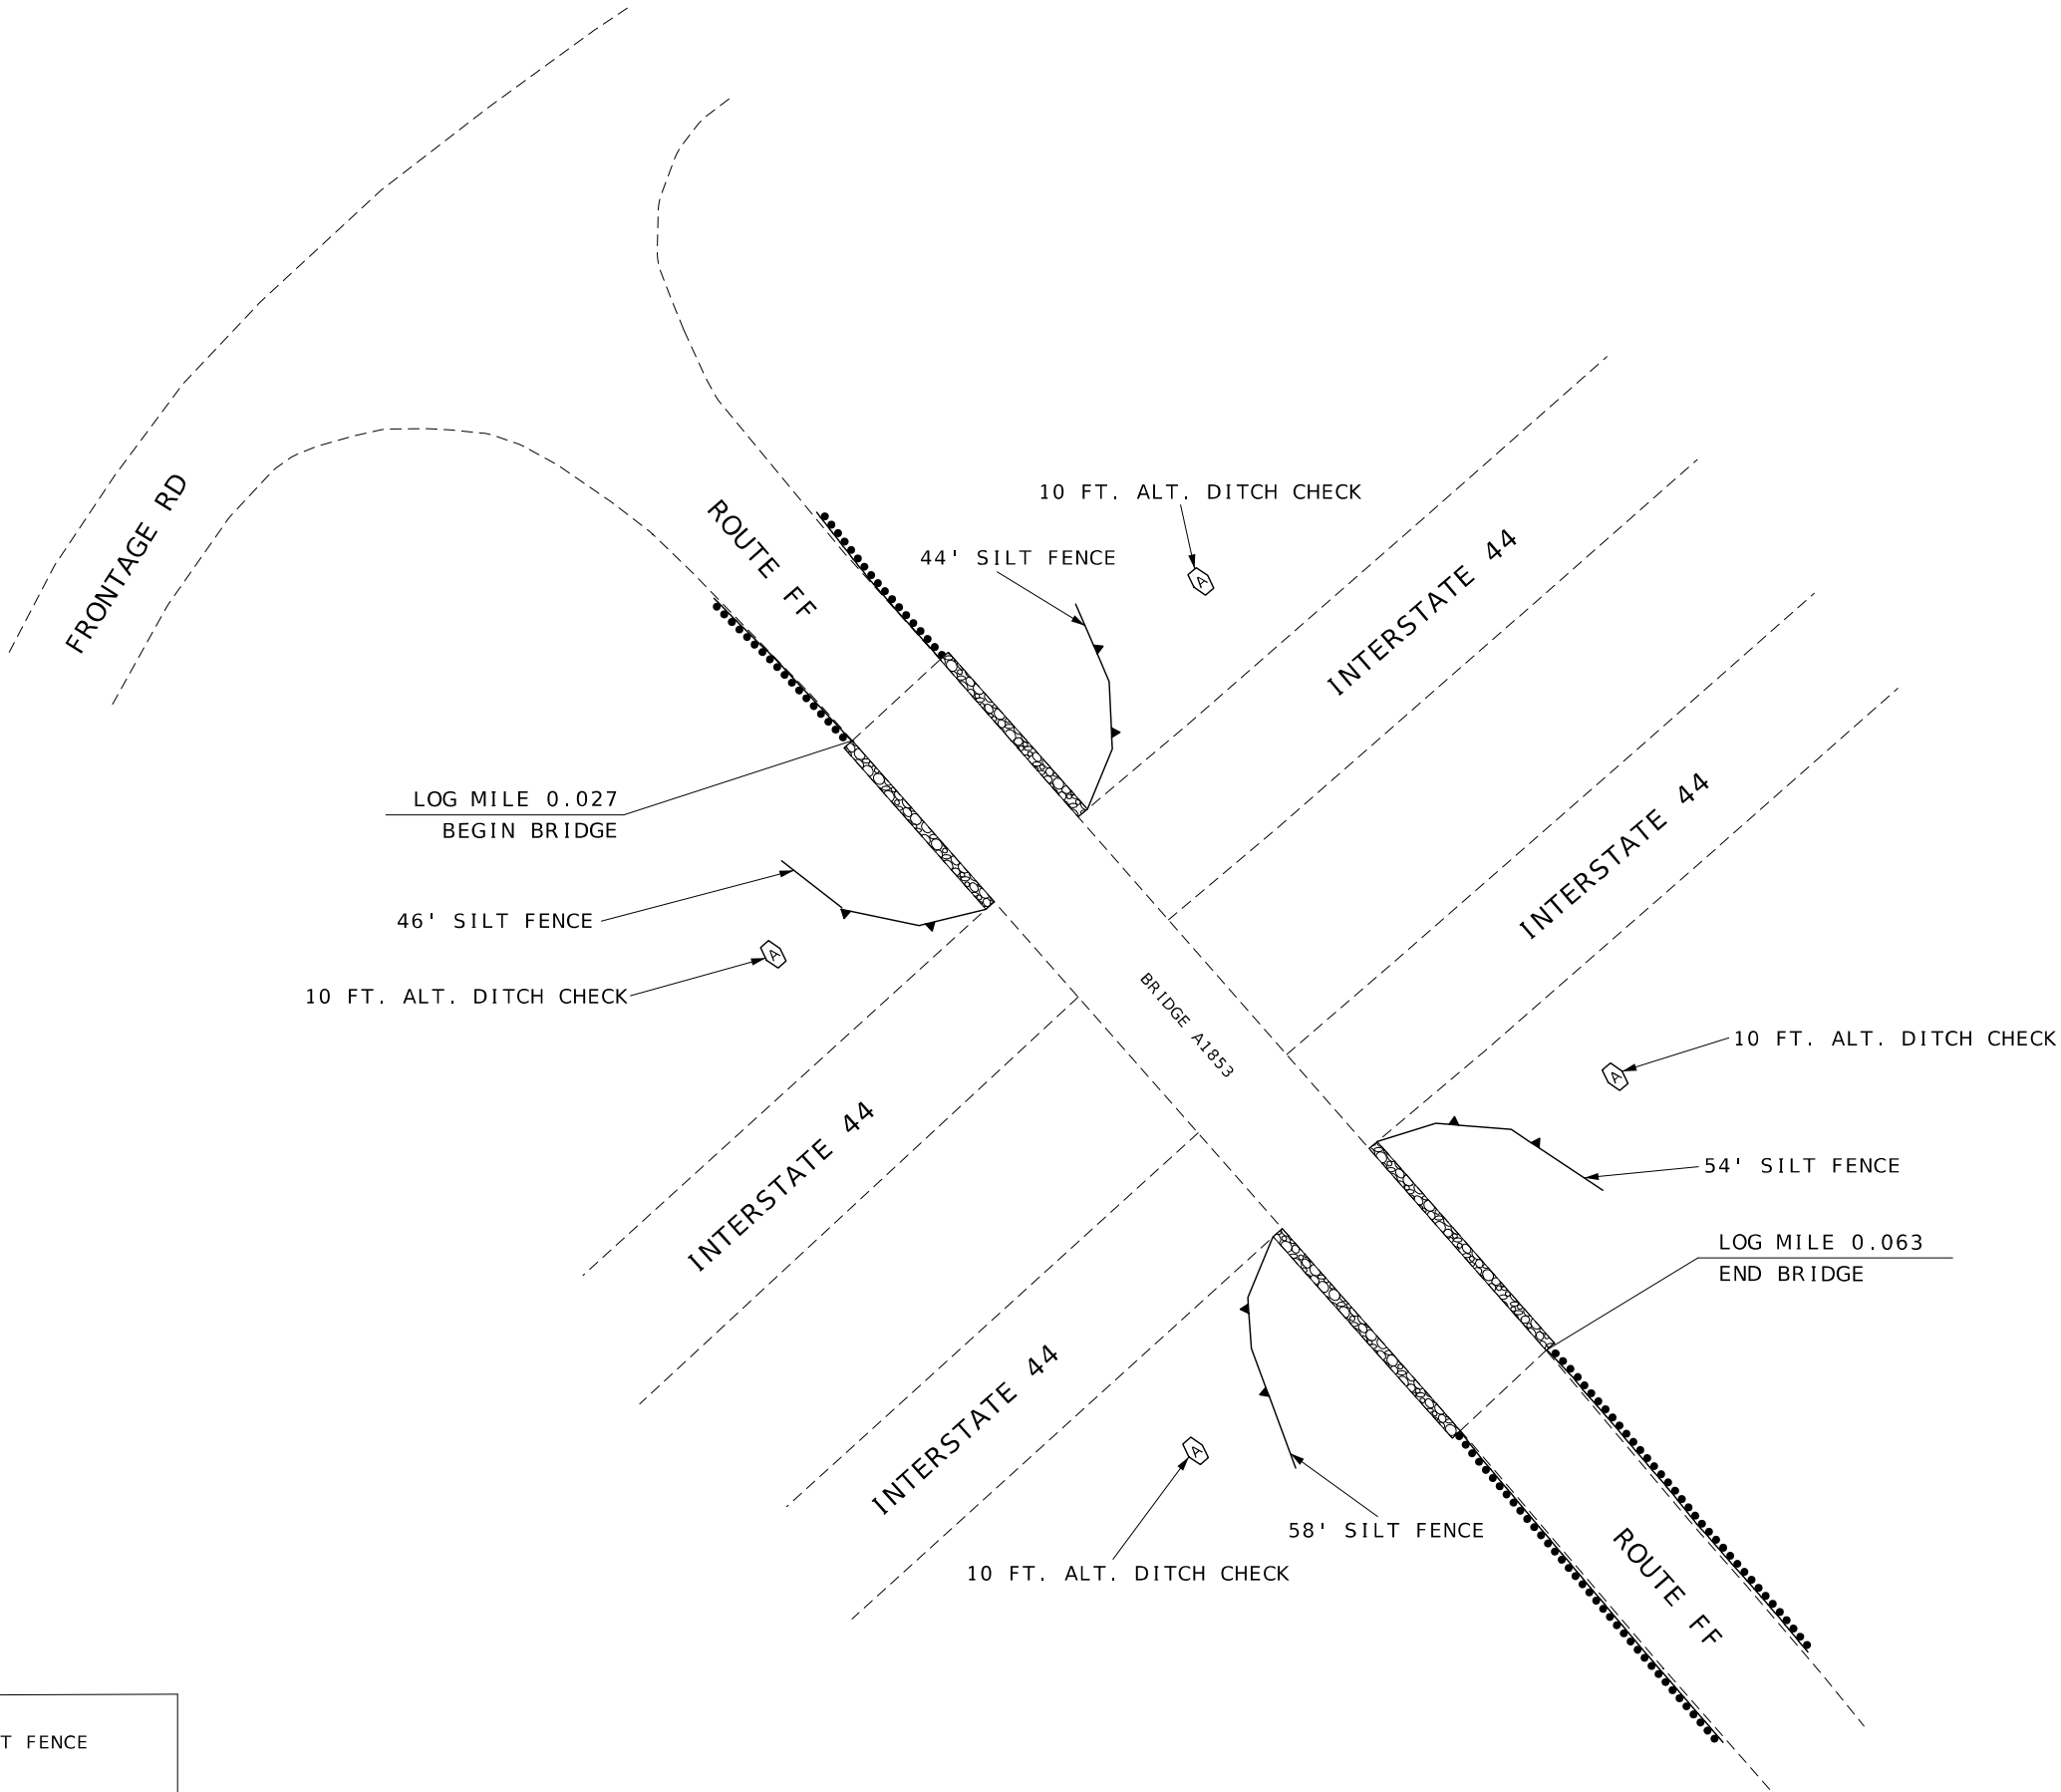 FRONTAGE RD
ROUTE FF
10 FT. ALT. DITCH CHECK
A
44' SILT FENCE
INTERSTATE 44
INTERSTATE 44
LOG MILE 0.027
BEGIN BRIDGE
46' SILT FENCE
A
10 FT. ALT. DITCH CHECK
BRIDGE A1853
10 FT. ALT. DITCH CHECK
A
54' SILT FENCE
LOG MILE 0.063
END BRIDGE
INTERSTATE 44
INTERSTATE 44
A
58' SILT FENCE
10 FT. ALT. DITCH CHECK
ROUTE FF
T FENCE